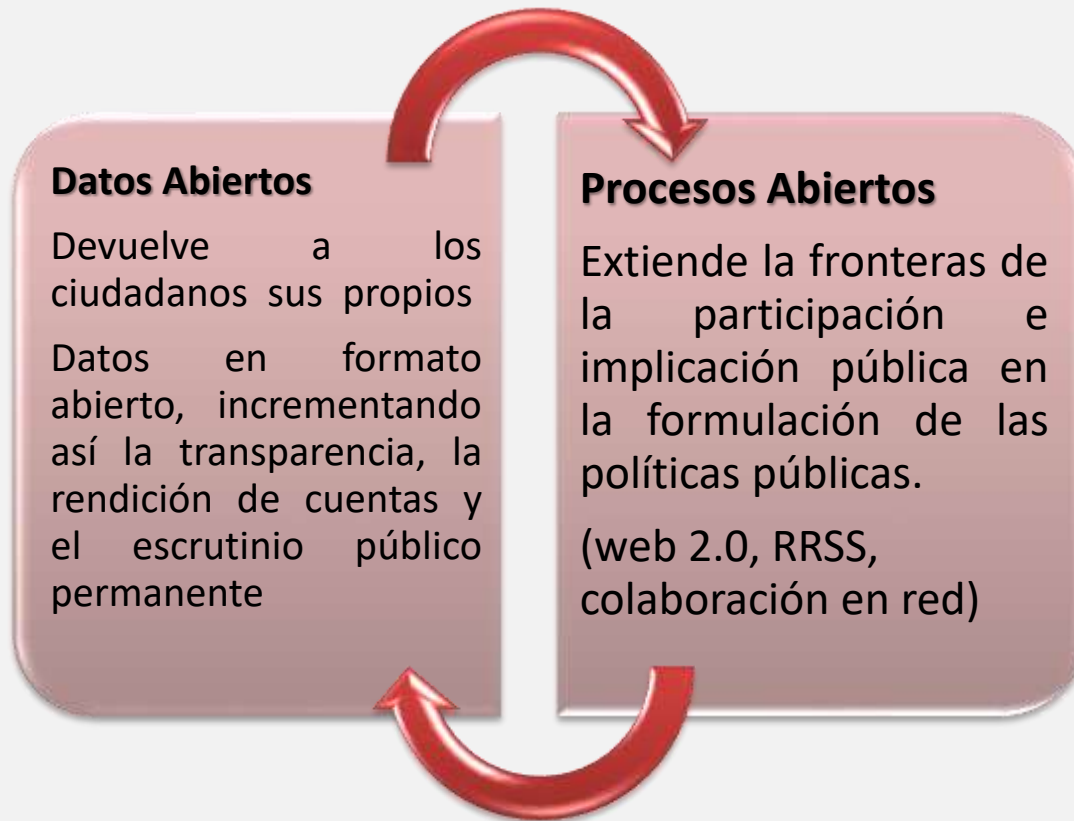 Datos Abiertos
Devuelve a los
ciudadanos sus propios
Datos en formato
abierto, incrementando
así la transparencia, la
rendición de cuentas y
el escrutinio público
permanente
Procesos Abiertos
Extiende la fronteras de
la participación e
implicación pública en
la formulación de las
políticas públicas.
(web 2.0, RRSS,
colaboración en red)